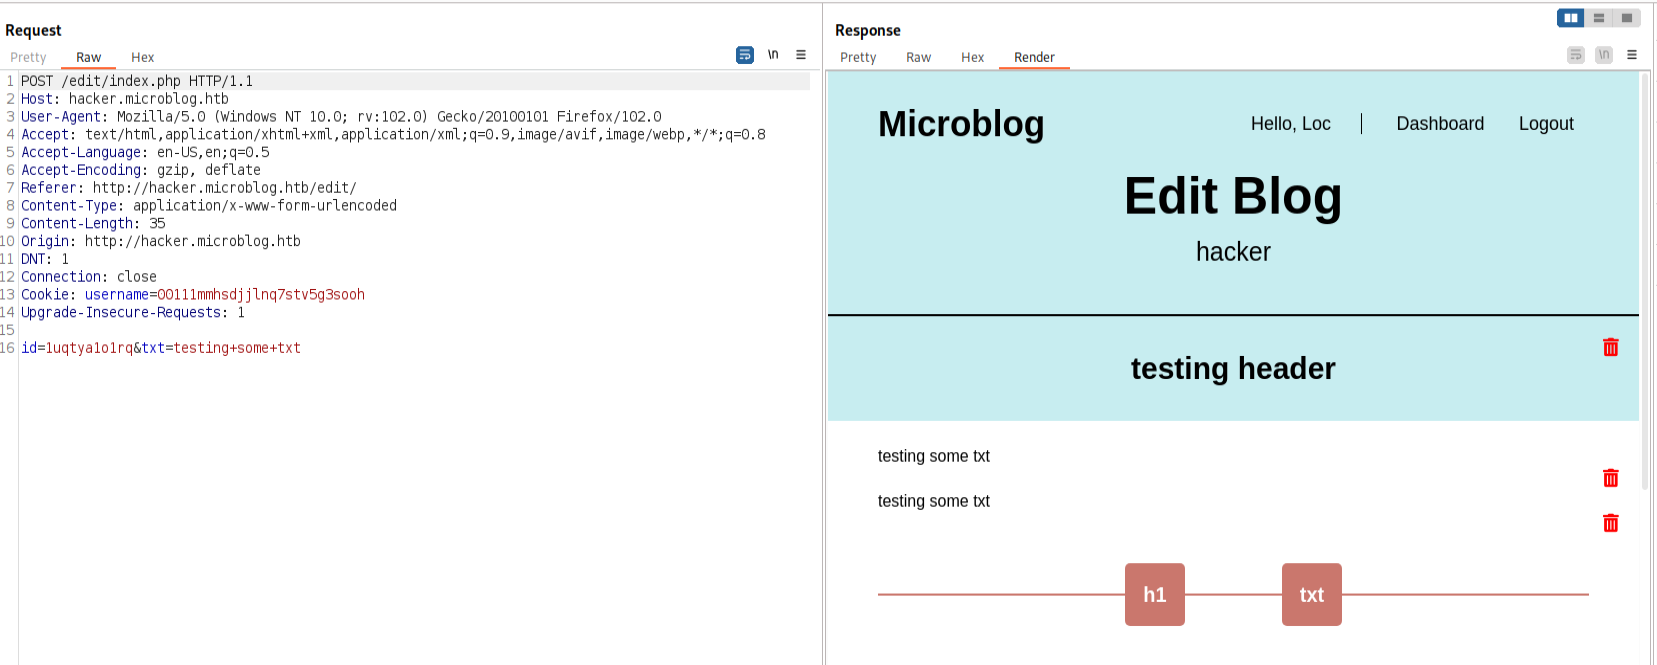 Request
Pretty Raw Hex
\n
1 POST /edit/index.php HTTP/1.1
2 Host: hacker.microblog.htb
3 User-Agent: Mozilla/5.0 (Windows NT 10.0; rv:102.0) Gecko/20100101 Firefox/102.0
4 Accept: text/html,application/xhtml+xml,application/xml;q=0.9,image/avif,image/webp,*/*;q=0.8
5 Accept-Language: en-US,en;q=0.5
6 Accept-Encoding: gzip, deflate
7 Referer: http://hacker.microblog.htb/edit/
8 Content-Type: application/x-www-form-urlencoded
9 Content-Length: 35
10 Origin: http://hacker.microblog.htb
11 DNT: 1
12 Connection: close
13 Cookie: username=00111mmhsdjjlnq7stv5g3sooh
14 Upgrade-Insecure-Requests: 1
15
16 id=1uqtya1o1rq&txt=testing+some+txt
Response
Pretty Raw Hex Render
\n
Microblog
Hello, Loc | Dashboard Logout
Edit Blog
hacker
testing header
testing some txt
testing some txt
h1 txt